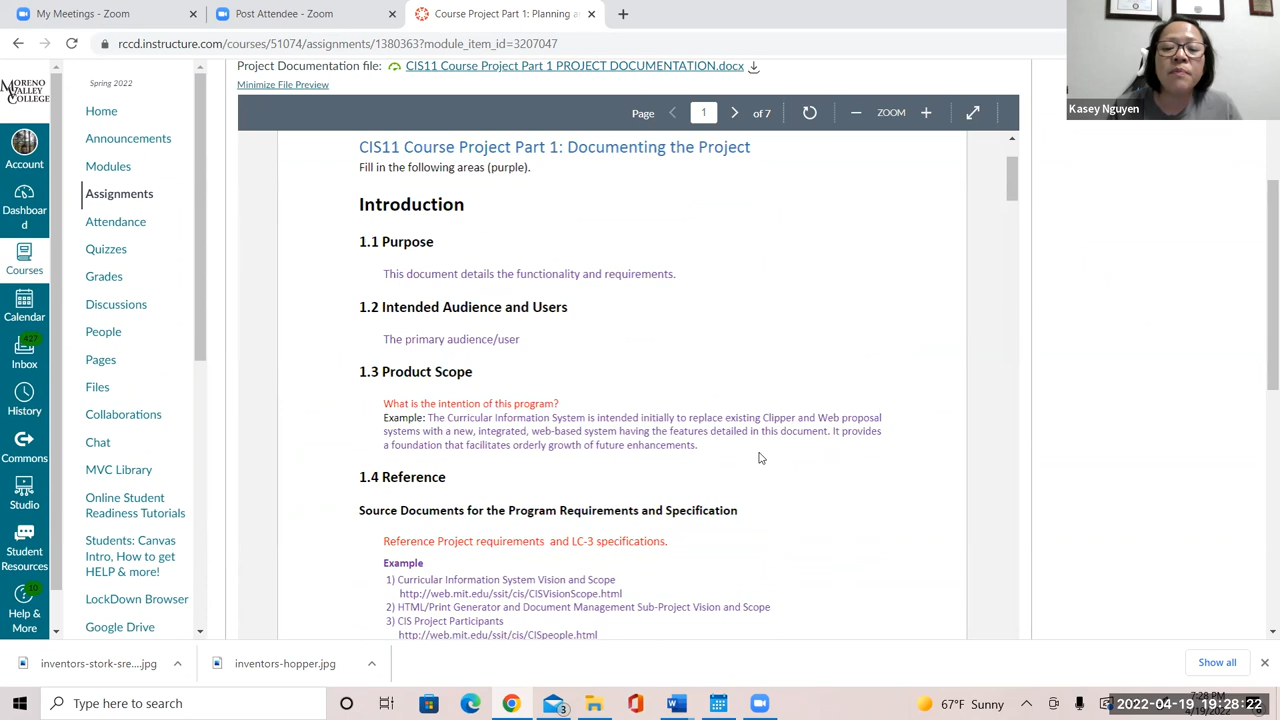 My Meetings - Zoom
Post Attendee - Zoom
Course Project Part 1: Planning a
rccd.instructure.com/courses/51074/assignments/1380363?module_item_id=3207047
Kasey Nguyen
MORENO
VALLEY
COLLEGE
Account
Dashboar
d
Courses
Calendar
427
Inbox
History
Commons
Studio
Student
Resources
10
Help &
More
Spring 2022
Home
Announcements
Modules
Assignments
Attendance
Quizzes
Grades
Discussions
People
Pages
Files
Collaborations
Chat
MVC Library
Online Student
Readiness Tutorials
Students: Canvas
Intro, How to get
HELP & more!
LockDown Browser
Google Drive
Project Documentation file: CIS11 Course Project Part 1 PROJECT DOCUMENTATION.docx
Minimize File Preview
Page 1 of 7 ZOOM
CIS11 Course Project Part 1: Documenting the Project
Fill in the following areas (purple).
Introduction
1.1 Purpose
This document details the functionality and requirements.
1.2 Intended Audience and Users
The primary audience/user
1.3 Product Scope
What is the intention of this program?
Example: The Curricular Information System is intended initially to replace existing Clipper and Web proposal
systems with a new, integrated, web-based system having the features detailed in this document. It provides
a foundation that facilitates orderly growth of future enhancements.
1.4 Reference
Source Documents for the Program Requirements and Specification
Reference Project requirements and LC-3 specifications.
Example
1) Curricular Information System Vision and Scope
http://web.mit.edu/ssit/cis/CISVisionScope.html
2) HTML/Print Generator and Document Management Sub-Project Vision and Scope
3) CIS Project Participants
http://web.mit.edu/ssit/cis/CISpeople.html
inventors-stork-sre....jpg
inventors-hopper.jpg
Show all
Type here to search
3
67°F Sunny
7:28 PM
4/19/2022
2022-04-19 19:28:22